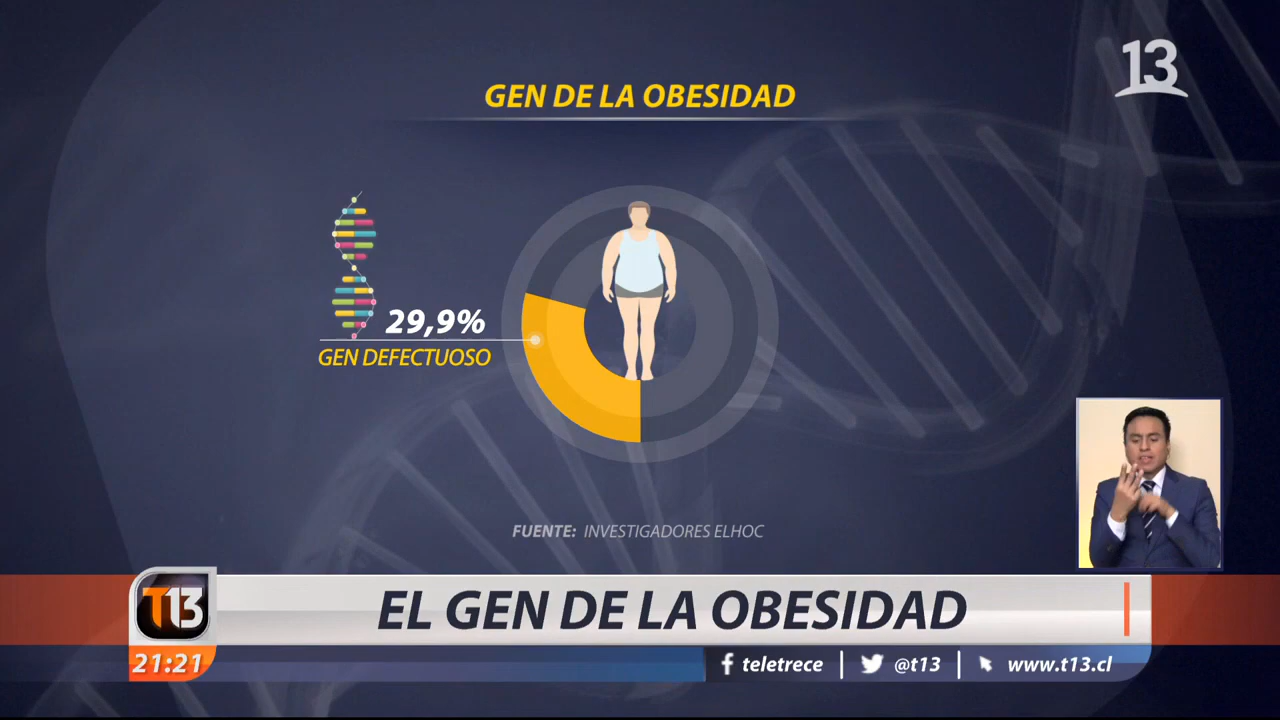 13
GEN DE LA OBESIDAD
29,9%
GEN DEFECTUOSO
FUENTE: INVESTIGADORES ELHOC
T13
EL GEN DE LA OBESIDAD
21:21
teletrece
@t13
www.t13.cl